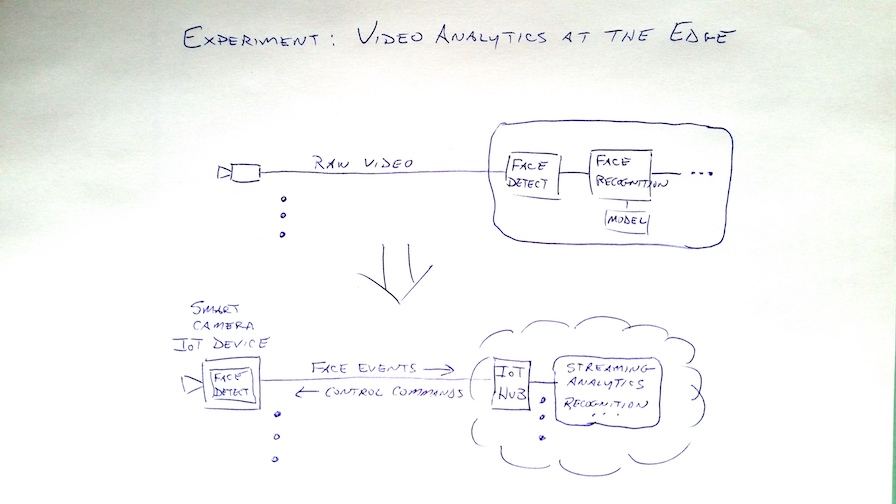 EXPERIMENT: VIDEO ANALYTICS AT THE EDGE
RAW VIDEO
FACE
DETECT
FACE
RECOGNITION
...
MODEL
SMART
CAMERA
IoT DEVICE
FACE
DETECT
FACE EVENTS →
← CONTROL COMMANDS
IoT
HUB
STREAMING
ANALYTICS
RECOGNITION
...